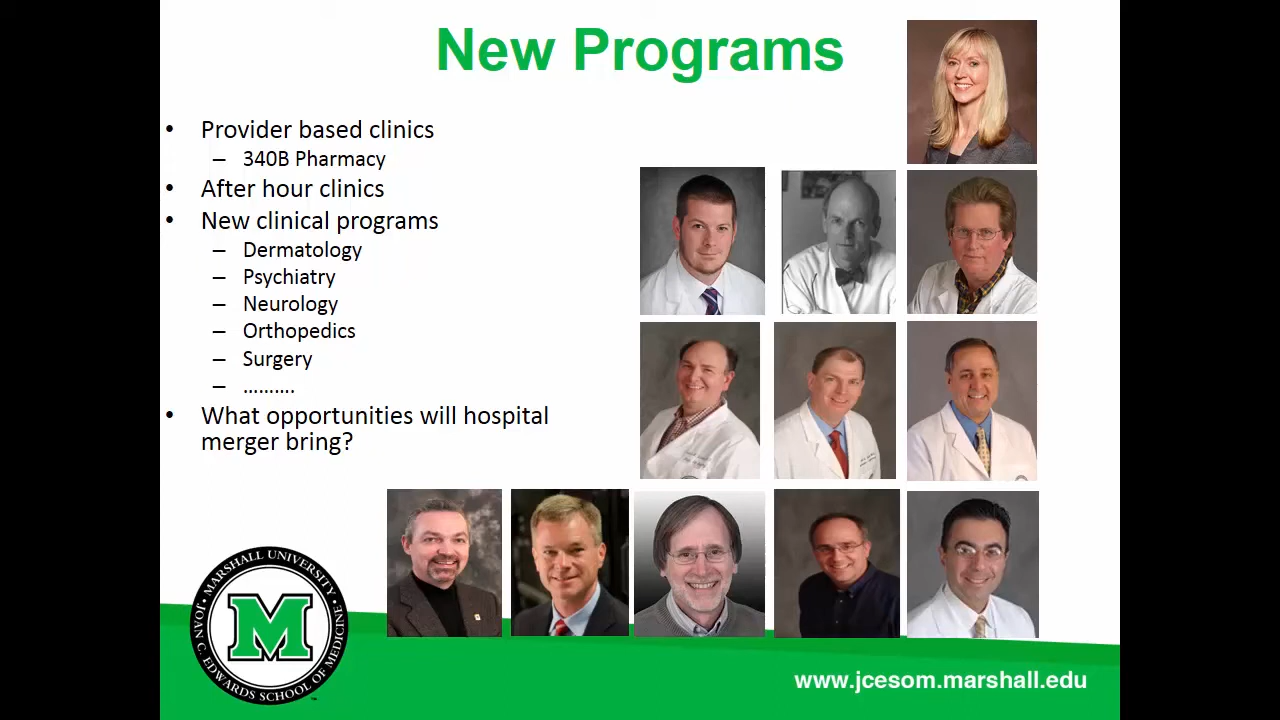 New Programs
• Provider based clinics
– 340B Pharmacy
• After hour clinics
• New clinical programs
– Dermatology
– Psychiatry
– Neurology
– Orthopedics
– Surgery
– ..........
• What opportunities will hospital
merger bring?
• MARSHALL UNIVERSITY •
JOAN C. EDWARDS SCHOOL OF MEDICINE
M
™
www.jcesom.marshall.edu